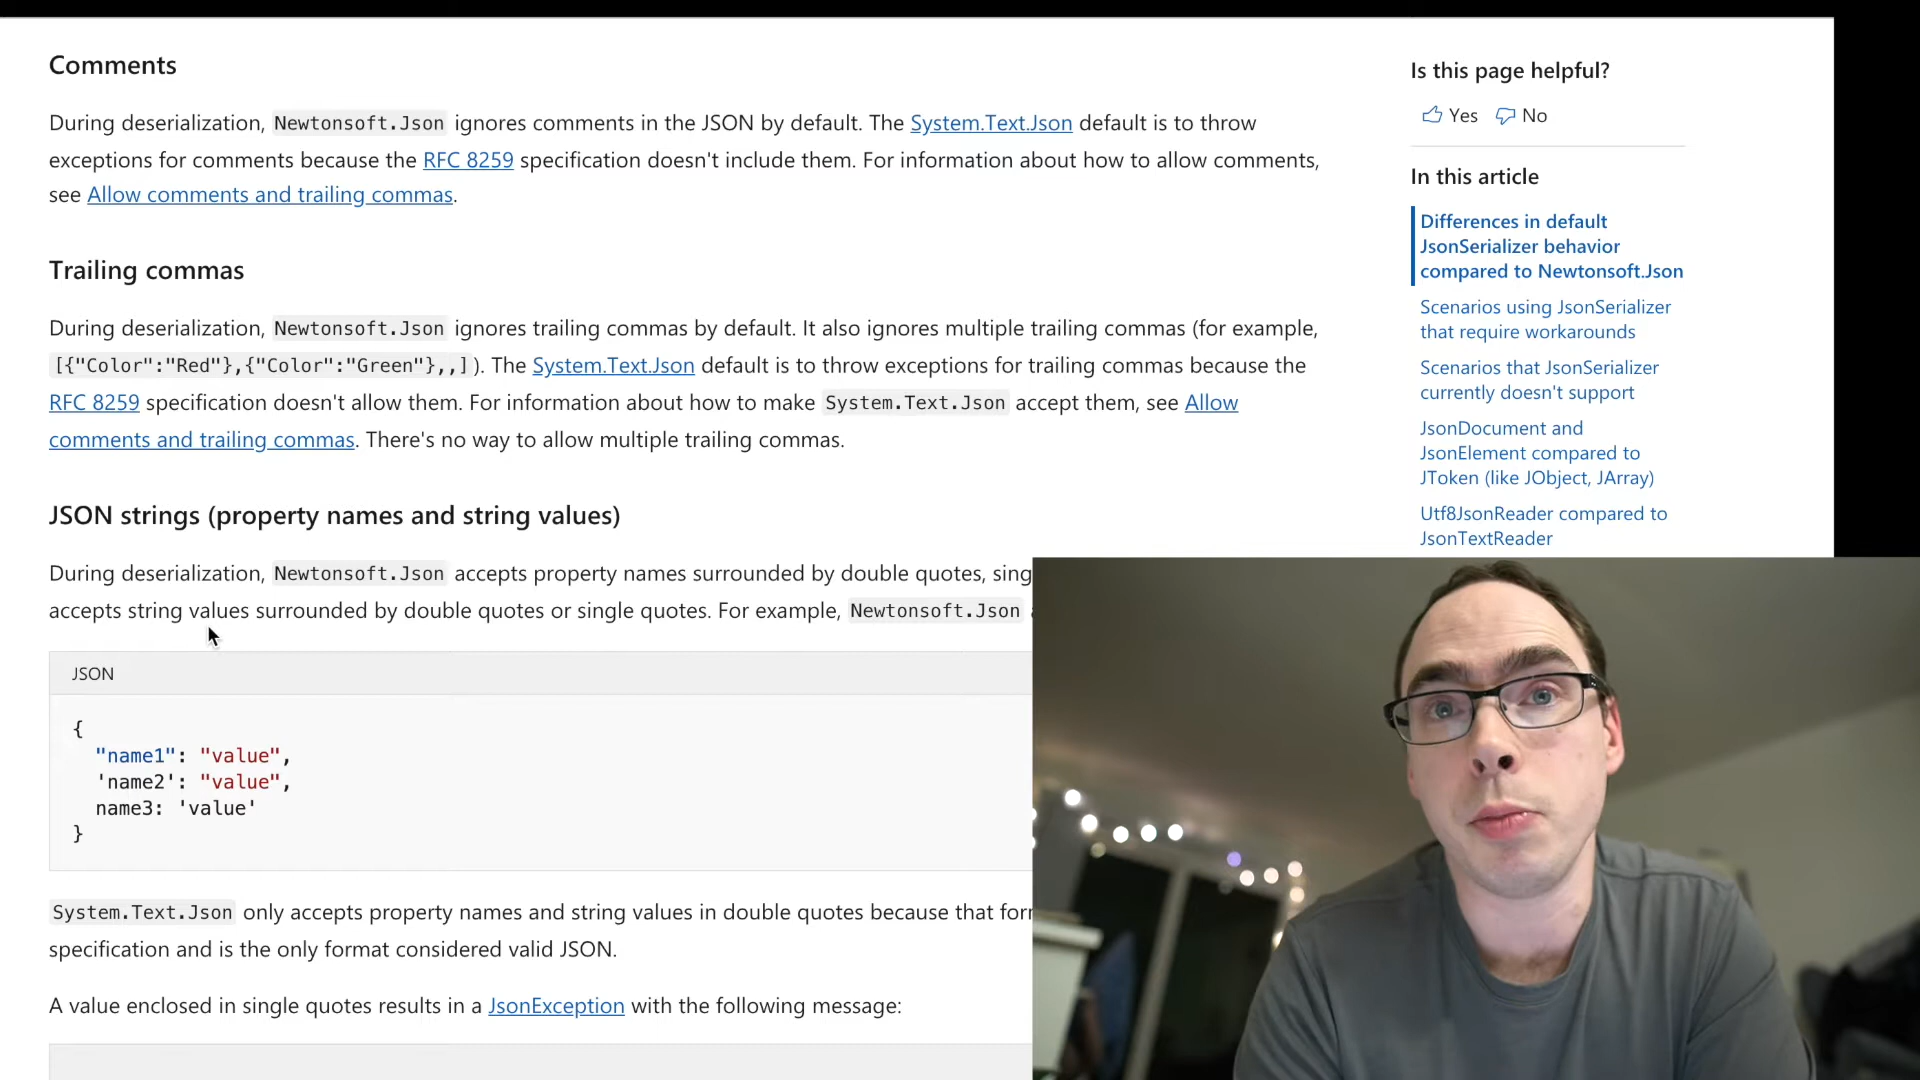 Comments
During deserialization, Newtonsoft.Json ignores comments in the JSON by default. The System.Text.Json default is to throw
exceptions for comments because the RFC 8259 specification doesn't include them. For information about how to allow comments,
see Allow comments and trailing commas.
Trailing commas
During deserialization, Newtonsoft.Json ignores trailing commas by default. It also ignores multiple trailing commas (for example,
[{"Color":"Red"},{"Color":"Green"},,]). The System.Text.Json default is to throw exceptions for trailing commas because the
RFC 8259 specification doesn't allow them. For information about how to make System.Text.Json accept them, see Allow
comments and trailing commas. There's no way to allow multiple trailing commas.
JSON strings (property names and string values)
During deserialization, Newtonsoft.Json accepts property names surrounded by double quotes,
accepts string values surrounded by double quotes or single quotes. For example, Newtonsoft.Json
JSON
{
"name1": "value",
'name2': "value",
name3: 'value'
}
System.Text.Json only accepts property names and string values in double quotes because that
specification and is the only format considered valid JSON.
A value enclosed in single quotes results in a JsonException with the following message:
Is this page helpful?
Yes No
In this article
Differences in default
JsonSerializer behavior
compared to Newtonsoft.Json
Scenarios using JsonSerializer
that require workarounds
Scenarios that JsonSerializer
currently doesn't support
JsonDocument and
JsonElement compared to
JToken (like JObject, JArray)
Utf8JsonReader compared to
JsonTextReader